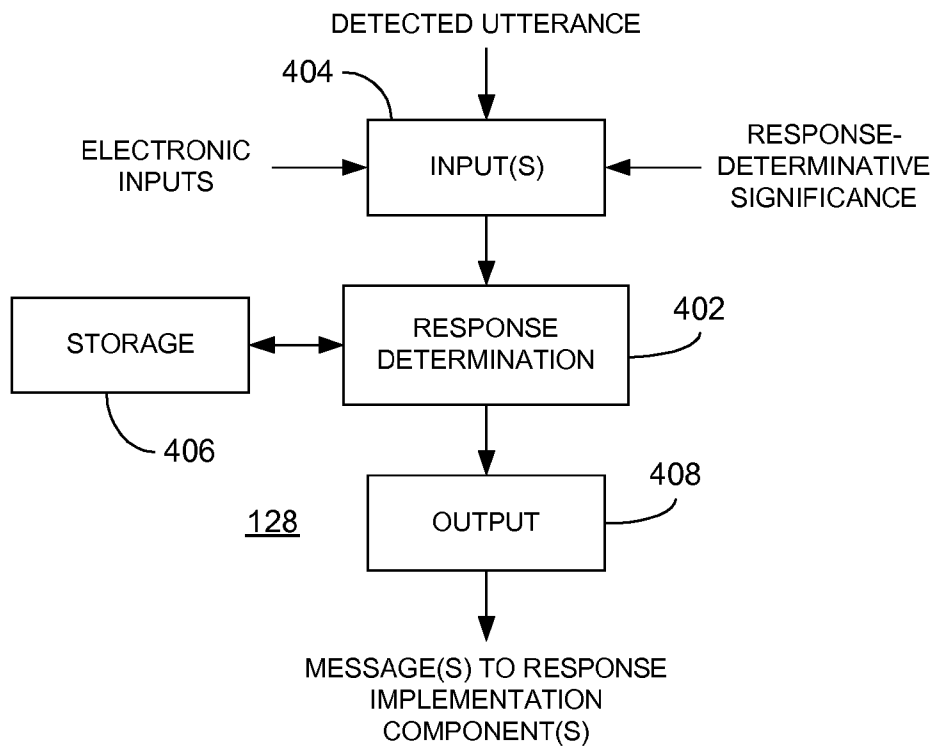 DETECTED UTTERANCE
404
ELECTRONIC
INPUTS
INPUT(S)
RESPONSE-
DETERMINATIVE
SIGNIFICANCE
STORAGE
406
RESPONSE
DETERMINATION
402
128
OUTPUT
408
MESSAGE(S) TO RESPONSE
IMPLEMENTATION
COMPONENT(S)